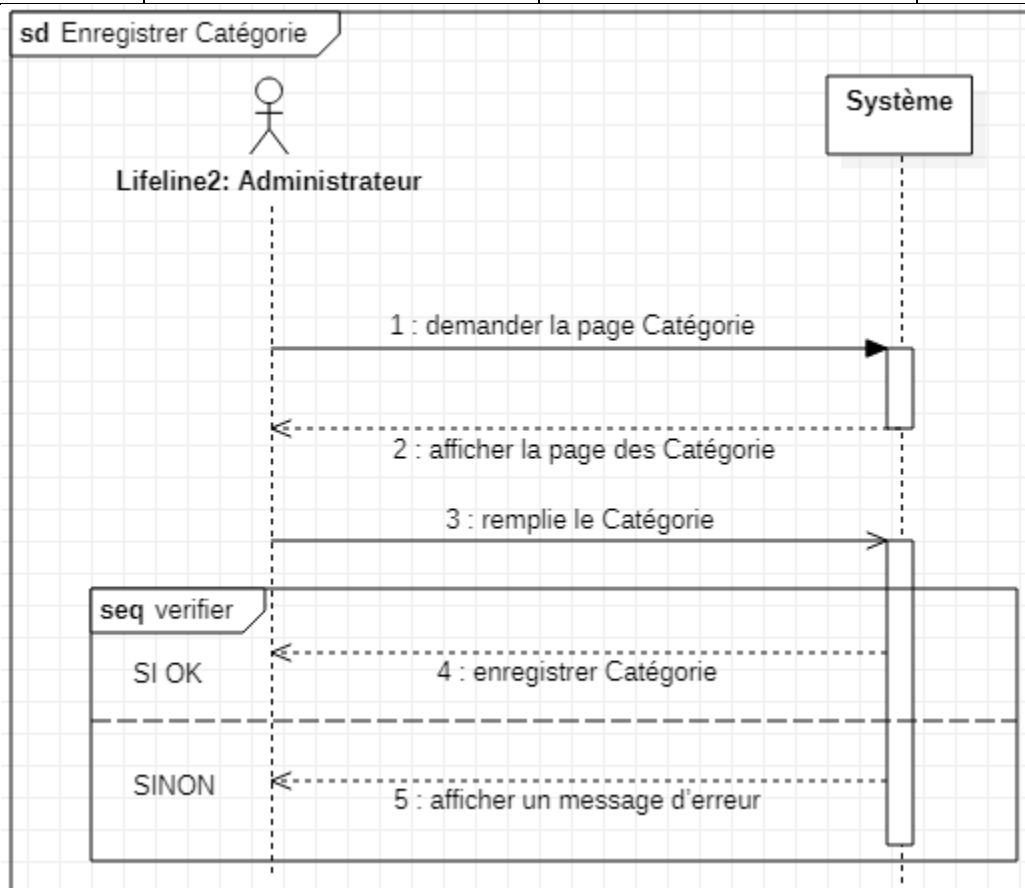 sd Enregistrer Catégorie
Système
Lifeline2: Administrateur
1 : demander la page Catégorie
2 : afficher la page des Catégorie
3 : remplie le Catégorie
seq verifier
SI OK
4 : enregistrer Catégorie
SINON
5 : afficher un message d'erreur